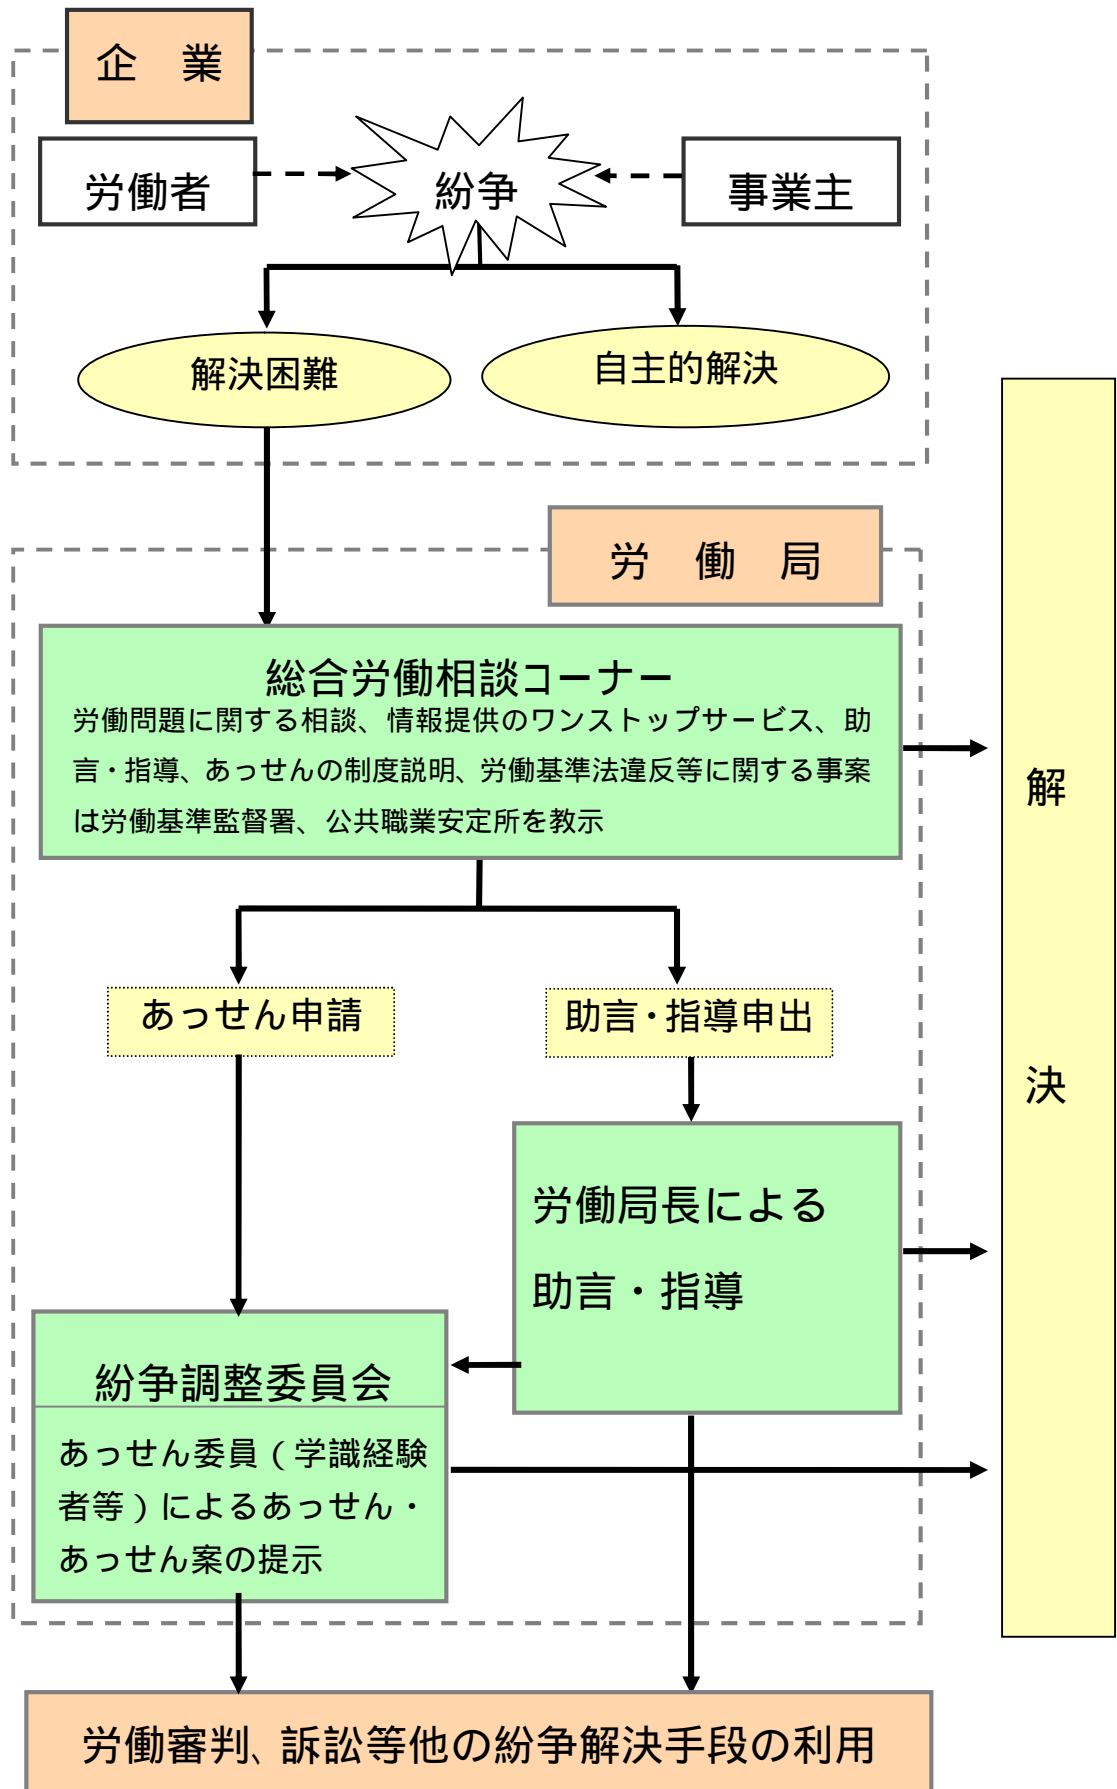 企　業
労働者
紛争
事業主
解決困難
自主的解決
労　働　局
総合労働相談コーナー
労働問題に関する相談、情報提供のワンストップサービス、助
言・指導、あっせんの制度説明、労働基準法違反等に関する事案
は労働基準監督署、公共職業安定所を教示
解
決
あっせん申請
助言・指導申出
労働局長による
助言・指導
紛争調整委員会
あっせん委員（学識経験
者等）によるあっせん・
あっせん案の提示
労働審判、訴訟等他の紛争解決手段の利用